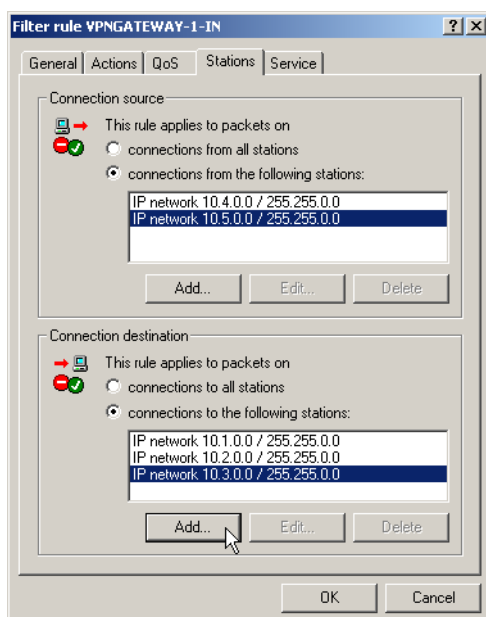 Filter rule VPNGATEWAY-1-IN
General Actions QoS Stations Service
Connection source
This rule applies to packets on
connections from all stations
connections from the following stations:
IP network 10.4.0.0 / 255.255.0.0
IP network 10.5.0.0 / 255.255.0.0
Add... Edit... Delete
Connection destination
This rule applies to packets on
connections to all stations
connections to the following stations:
IP network 10.1.0.0 / 255.255.0.0
IP network 10.2.0.0 / 255.255.0.0
IP network 10.3.0.0 / 255.255.0.0
Add... Edit... Delete
OK Cancel